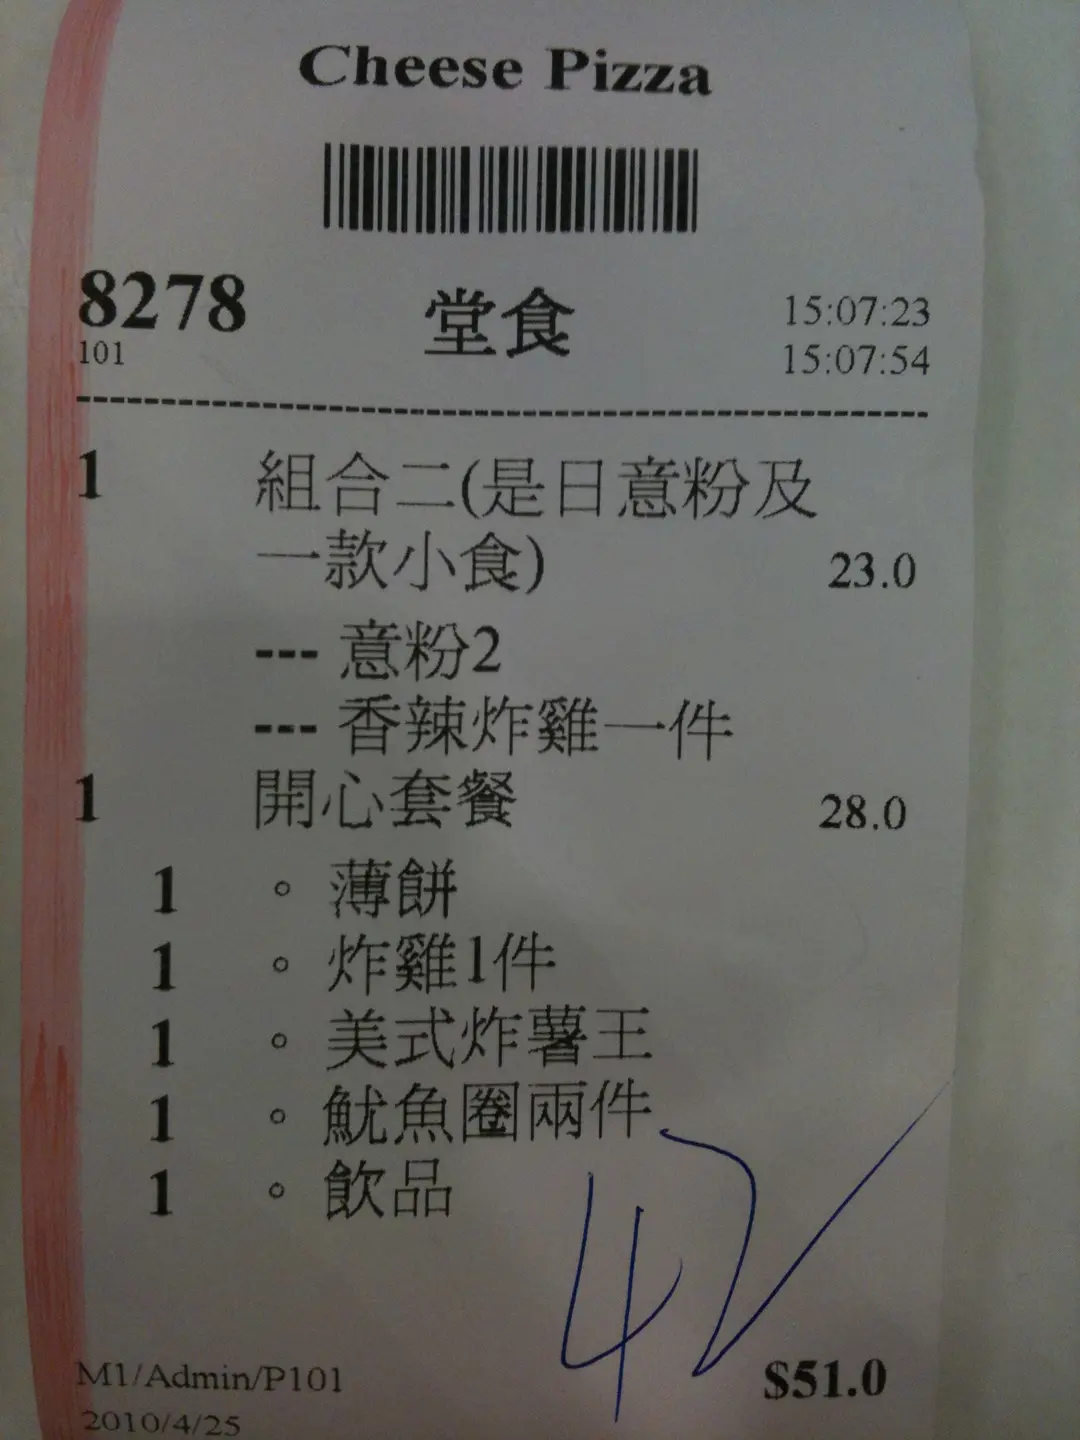 Cheese Pizza
8278 堂食 15:07:23
101 15:07:54
1 組合二(是日意粉及
一款小食) 23.0
--- 意粉2
--- 香辣炸雞一件
1 開心套餐 28.0
1 。薄餅
1 。炸雞1件
1 。美式炸薯王
1 。魷魚圈兩件
1 。飲品
42
M1/Admin/P101 $51.0
2010/4/25